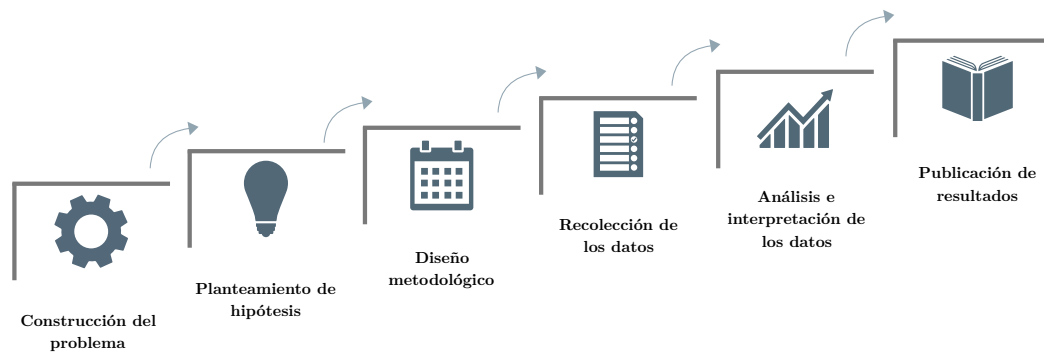 Construcción del
problema
Planteamiento de
hipótesis
Diseño
metodológico
Recolección de
los datos
Análisis e
interpretación de
los datos
Publicación de
resultados